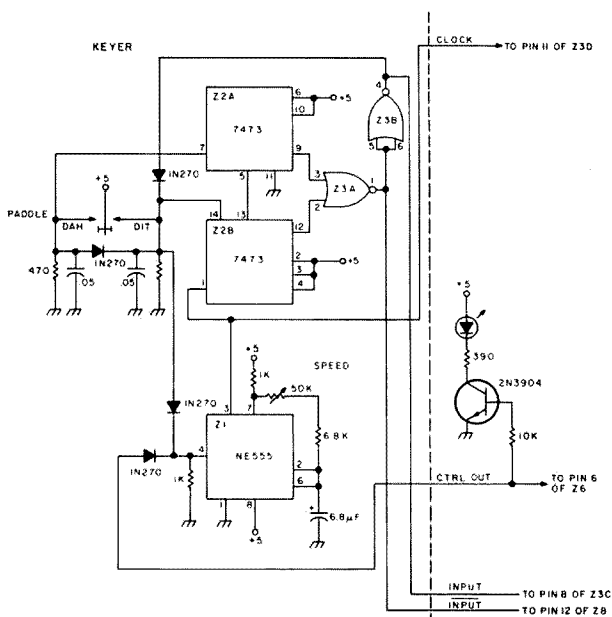 CLOCK
TO PIN 11 OF Z3D
KEYER
4
Z2A
6
10
+5
7473
Z3B
7
9
5
6
5
11
3
Z3A
1
2
1N270
+5
PADDLE
DAH
DIT
14
13
Z2B
12
7473
2
3
4
+5
1
1N270
470
.05
.05
+5
+5
1K
SPEED
50K
390
2N3904
3
7
1N270
Z1
6.8K
10K
4
NE555
1N270
2
6
1K
CTRL OUT
TO PIN 6
OF Z6
1
8
+
6.8µF
+5
INPUT
TO PIN 8 OF Z3C
INPUT
TO PIN 12 OF Z8